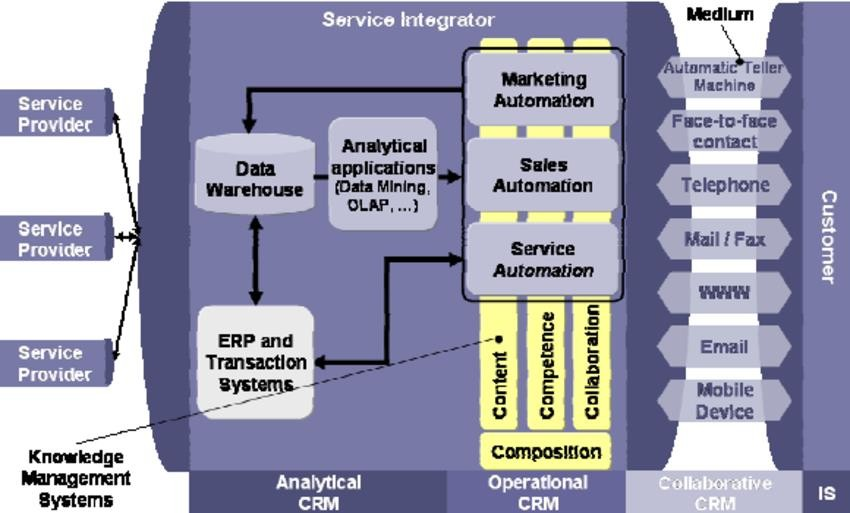 Service Integrator
Medium
Service
Provider
Service
Provider
Service
Provider
Data
Warehouse
Analytical
applications
(Data Mining,
OLAP, ...)
ERP and
Transaction
Systems
Marketing
Automation
Sales
Automation
Service
Automation
Content
Competence
Collaboration
Composition
Automatic Teller
Machine
Face-to-face
contact
Telephone
Mail / Fax
WWW
Email
Mobile
Device
Customer
Knowledge
Management
Systems
Analytical
CRM
Operational
CRM
Collaborative
CRM
IS